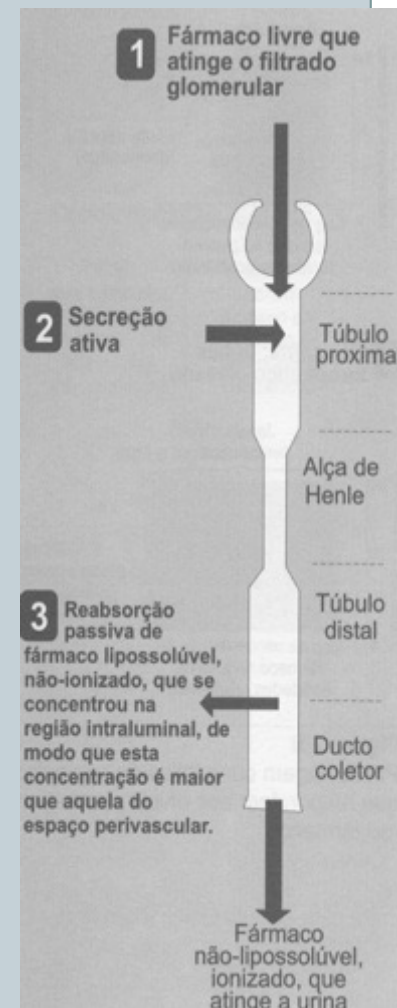 1 Fármaco livre que
atinge o filtrado
glomerular
2 Secreção
ativa
Túbulo
proxima
Alça de
Henle
Túbulo
distal
3 Reabsorção
passiva de
fármaco lipossolúvel,
não-ionizado, que se
concentrou na
região intraluminal, de
modo que esta
concentração é maior
que aquela do
espaço perivascular.
Ducto
coletor
Fármaco
não-lipossolúvel,
ionizado, que
atinge a urina